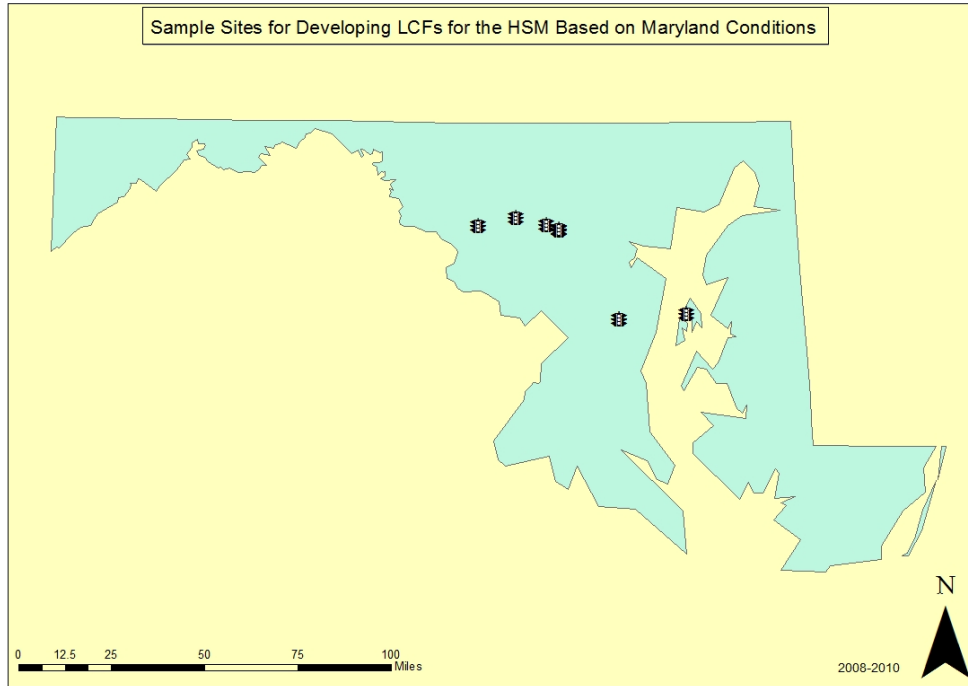 Sample Sites for Developing LCFs for the HSM Based on Maryland Conditions
N
0 12.5 25 50 75 100
Miles
2008-2010